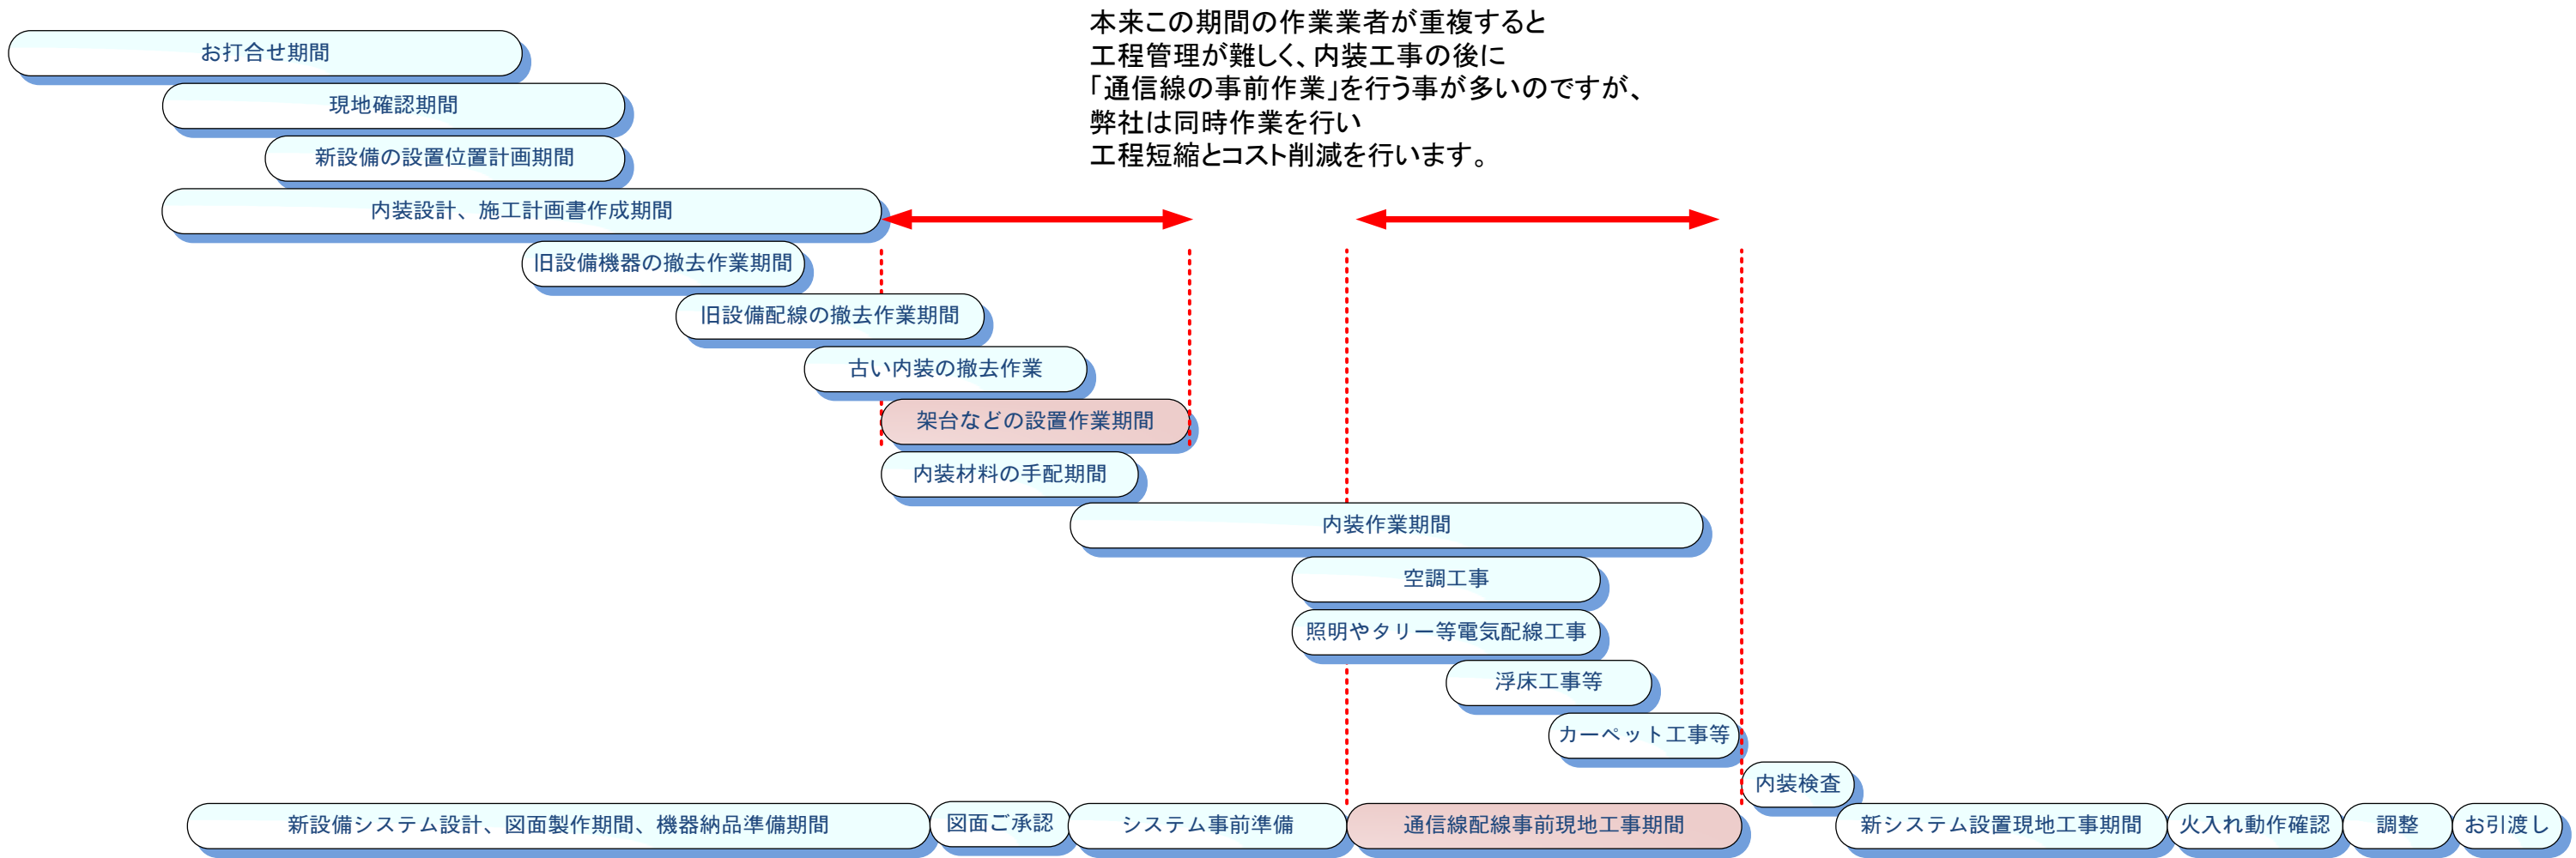 本来この期間の作業業者が重複すると
工程管理が難しく、内装工事の後に
「通信線の事前作業」を行う事が多いのですが、
弊社は同時作業を行い
工程短縮とコスト削減を行います。
お打合せ期間
現地確認期間
新設備の設置位置計画期間
内装設計、施工計画書作成期間
旧設備機器の撤去作業期間
旧設備配線の撤去作業期間
古い内装の撤去作業
架台などの設置作業期間
内装材料の手配期間
内装作業期間
空調工事
照明やタリー等電気配線工事
浮床工事等
カーペット工事等
内装検査
新設備システム設計、図面製作期間、機器納品準備期間
図面ご承認
システム事前準備
通信線配線事前現地工事期間
新システム設置現地工事期間
火入れ動作確認
調整
お引渡し